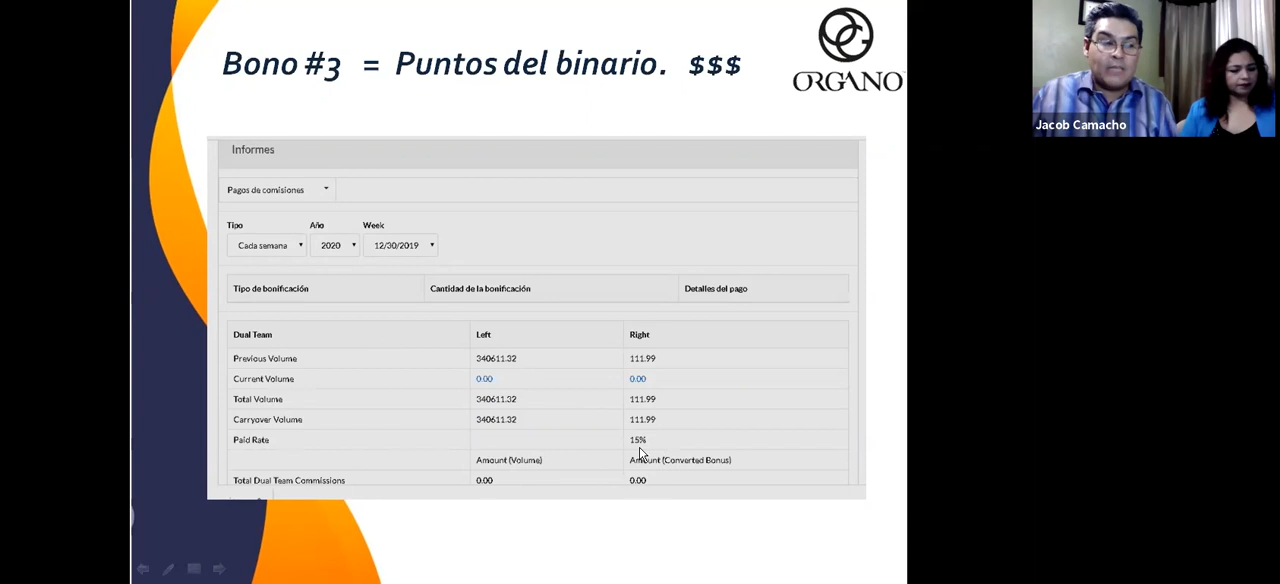 Bono #3 = Puntos del binario. $$$
ORGANO
Jacob Camacho
Informes
Pagos de comisiones
Tipo Año Week
Cada semana 2020 12/30/2019
Tipo de bonificación Cantidad de la bonificación Detalles del pago
Dual Team Left Right
Previous Volume 340611.32 111.99
Current Volume 0.00 0.00
Total Volume 340611.32 111.99
Carryover Volume 340611.32 111.99
Paid Rate 15%
Amount (Volume) Amount (Converted Bonus)
Total Dual Team Commissions 0.00 0.00